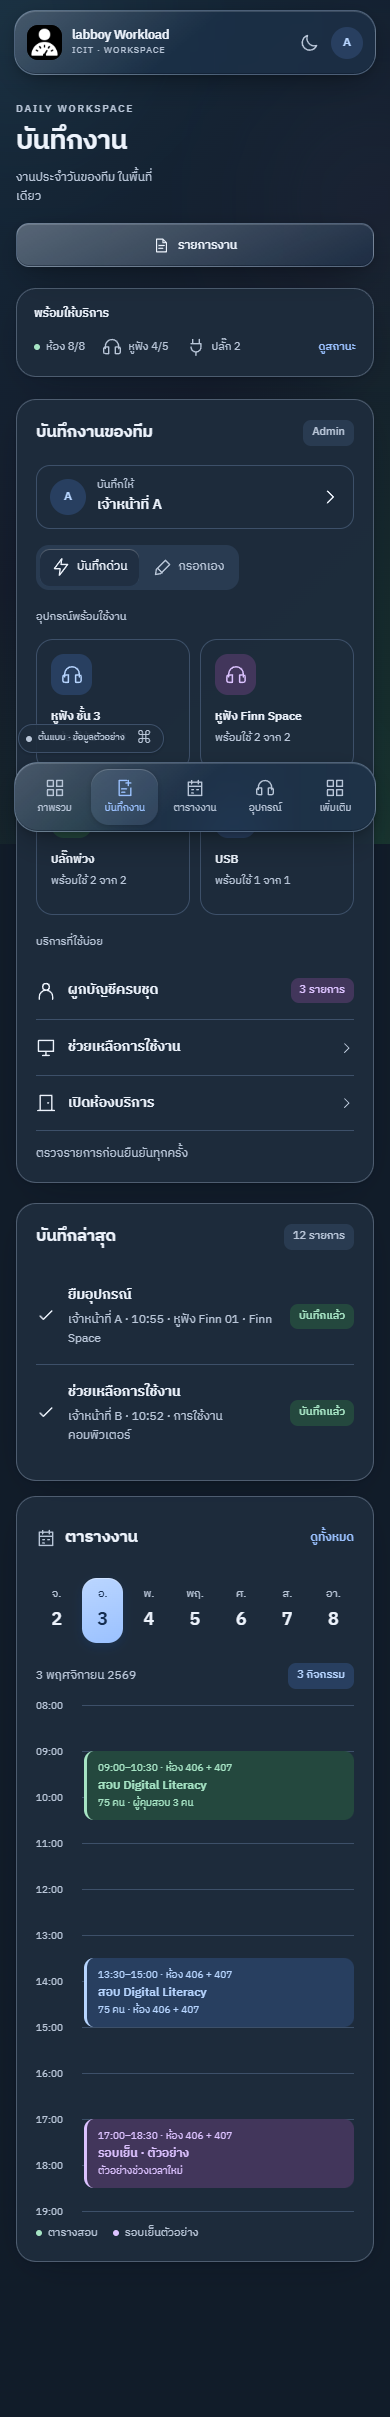 labboy Workload
ICIT · WORKSPACE
A
DAILY WORKSPACE
บันทึกงาน
งานประจำวันของทีม ในพื้นที่
เดียว
รายการงาน
พร้อมให้บริการ
ห้อง 8/8
หูฟัง 4/5
ปลั๊ก 2
ดูสถานะ
บันทึกงานของทีม
Admin
A
บันทึกให้
เจ้าหน้าที่ A
บันทึกด่วน
กรอกเอง
อุปกรณ์พร้อมใช้งาน
หูฟัง ชั้น 3
หูฟัง Finn Space
พร้อมใช้ 2 จาก 2
ต้นแบบ · ข้อมูลตัวอย่าง
ภาพรวม
บันทึกงาน
ตารางงาน
อุปกรณ์
เพิ่มเติม
ปลั๊กพ่วง
พร้อมใช้ 2 จาก 2
USB
พร้อมใช้ 1 จาก 1
บริการที่ใช้บ่อย
ผูกบัญชีครบชุด
3 รายการ
ช่วยเหลือการใช้งาน
เปิดห้องบริการ
ตรวจรายการก่อนยืนยันทุกครั้ง
บันทึกล่าสุด
12 รายการ
ยืมอุปกรณ์
เจ้าหน้าที่ A · 10:55 · หูฟัง Finn 01 · Finn
Space
บันทึกแล้ว
ช่วยเหลือการใช้งาน
เจ้าหน้าที่ B · 10:52 · การใช้งาน
คอมพิวเตอร์
บันทึกแล้ว
ตารางงาน
ดูทั้งหมด
จ. อ. พ. พฤ. ศ. ส. อา.
2 3 4 5 6 7 8
3 พฤศจิกายน 2569
3 กิจกรรม
08:00
09:00
09:00–10:30 · ห้อง 406 + 407
สอบ Digital Literacy
10:00
75 คน · ผู้คุมสอบ 3 คน
11:00
12:00
13:00
13:30–15:00 · ห้อง 406 + 407
14:00
สอบ Digital Literacy
75 คน · ห้อง 406 + 407
15:00
16:00
17:00
17:00–18:30 · ห้อง 406 + 407
รอบเย็น · ตัวอย่าง
18:00
ตัวอย่างช่วงเวลาใหม่
19:00
ตารางสอบ
รอบเย็นตัวอย่าง